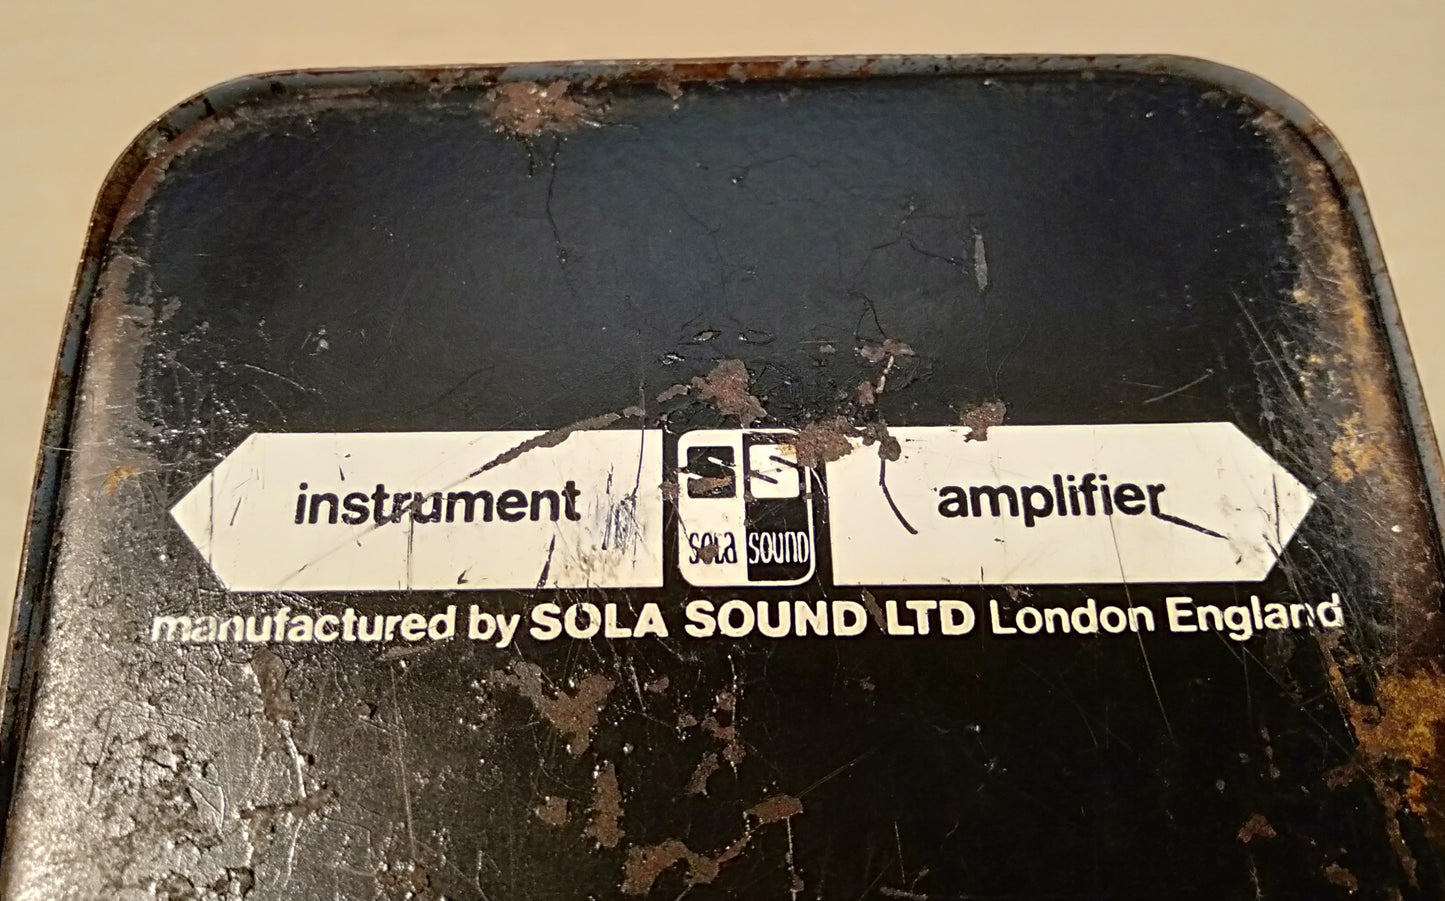 instrument SS amplifier
sola sound
manufactured by SOLA SOUND LTD London England